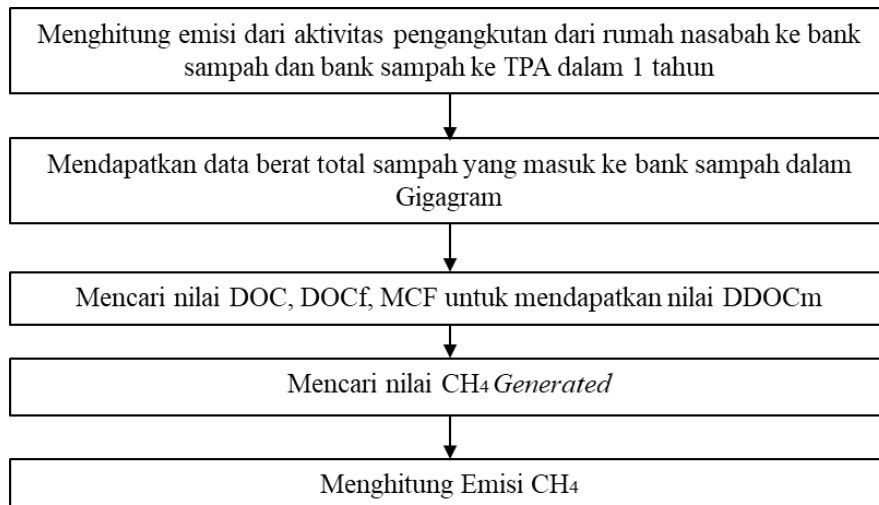 Menghitung emisi dari aktivitas pengangkutan dari rumah nasabah ke bank
sampah dan bank sampah ke TPA dalam 1 tahun
Mendapatkan data berat total sampah yang masuk ke bank sampah dalam
Gigagram
Mencari nilai DOC, DOCf, MCF untuk mendapatkan nilai DDOCm
Mencari nilai CH₄ Generated
Menghitung Emisi CH₄